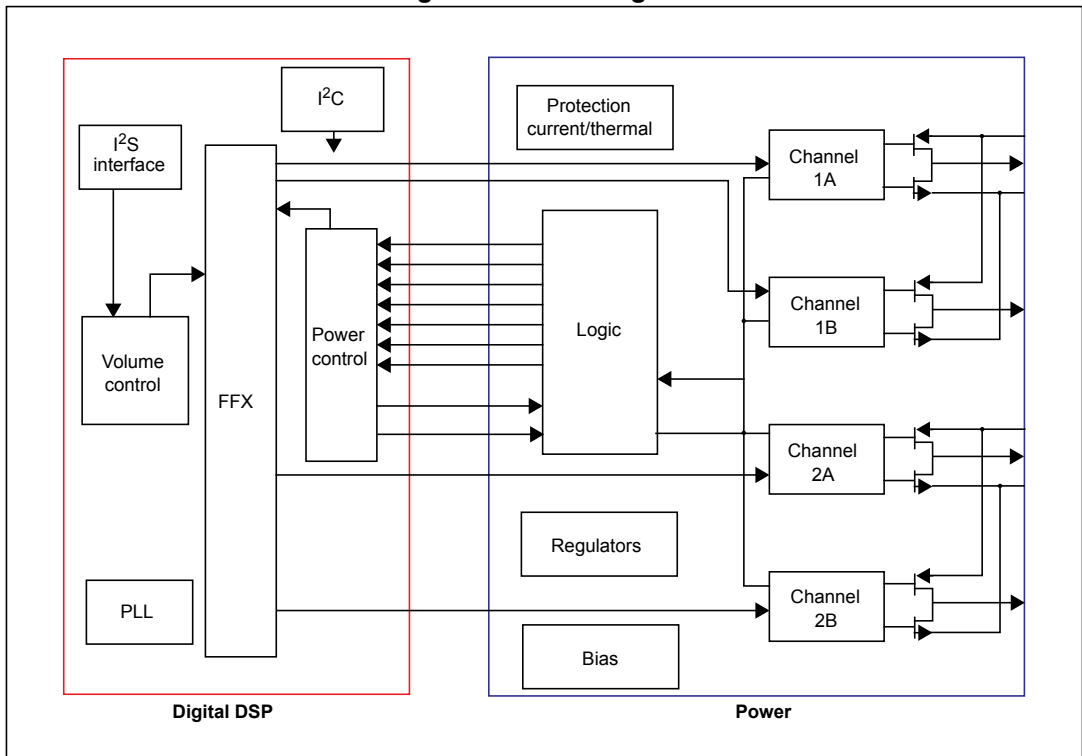 I²C
I²S
interface
Volume
control
FFX
Power
control
PLL
Digital DSP
Protection
current/thermal
Logic
Regulators
Bias
Channel
1A
Channel
1B
Channel
2A
Channel
2B
Power